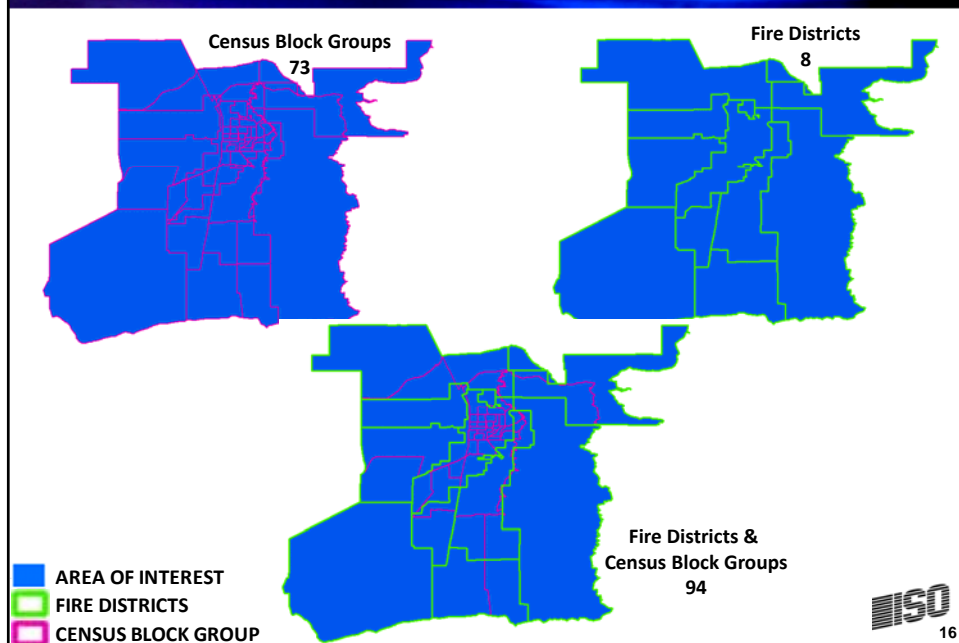 Census Block Groups
73
Fire Districts
8
Fire Districts &
Census Block Groups
94
AREA OF INTEREST
FIRE DISTRICTS
CENSUS BLOCK GROUP
ISO
16